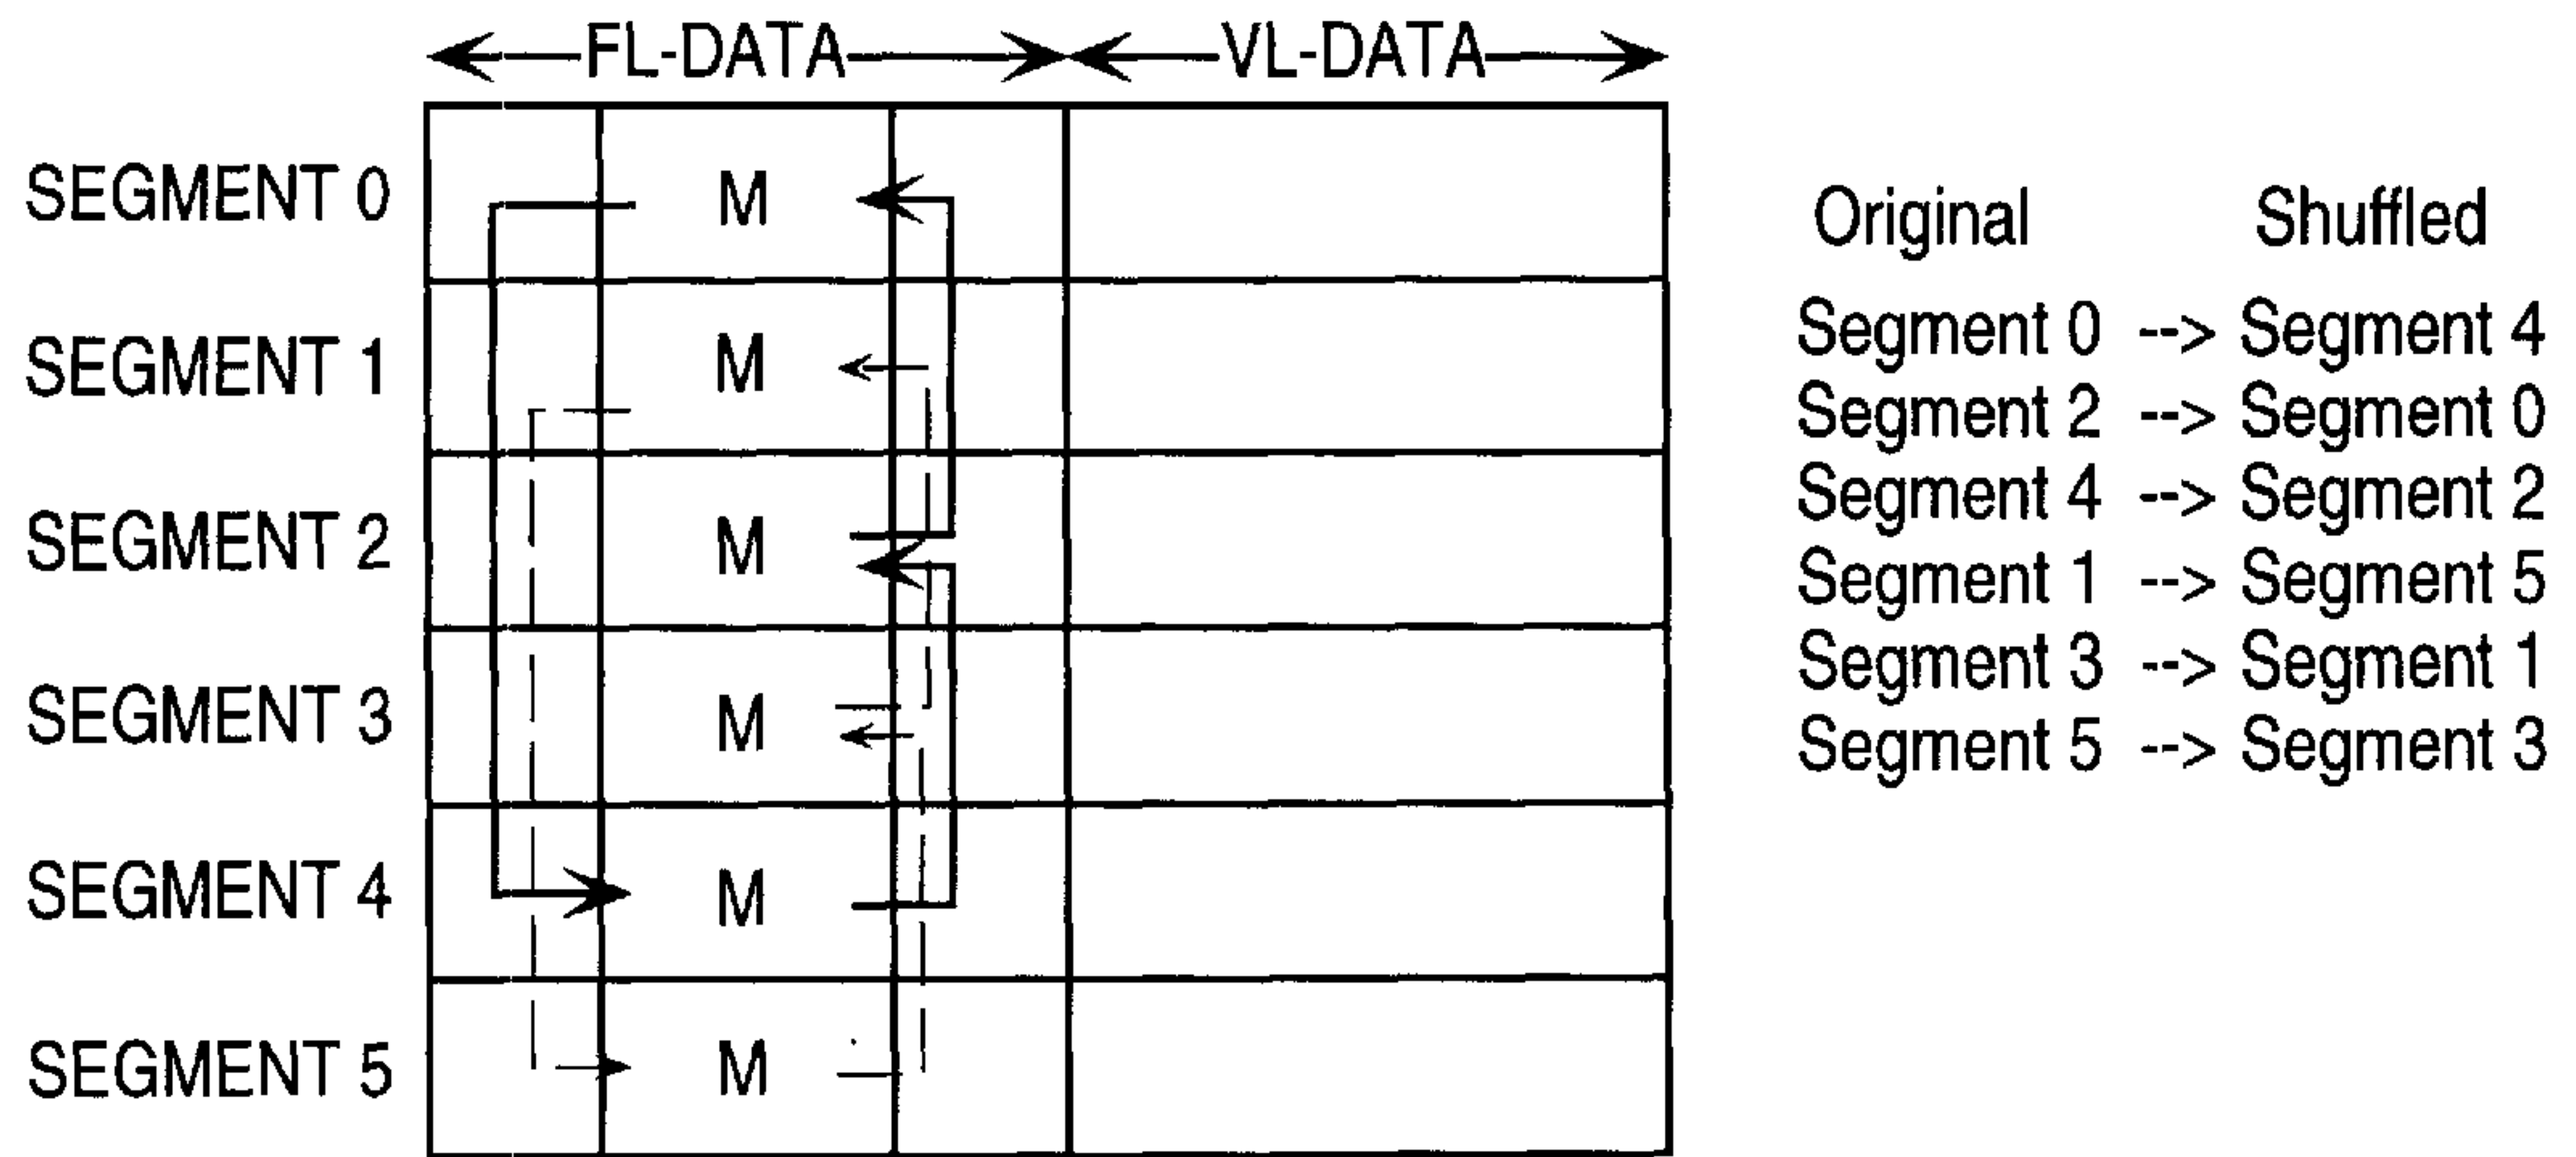 FL-DATA VL-DATA
SEGMENT 0 M
SEGMENT 1 M
SEGMENT 2 M
SEGMENT 3 M
SEGMENT 4 M
SEGMENT 5 M
Original Shuffled
Segment 0 --> Segment 4
Segment 2 --> Segment 0
Segment 4 --> Segment 2
Segment 1 --> Segment 5
Segment 3 --> Segment 1
Segment 5 --> Segment 3